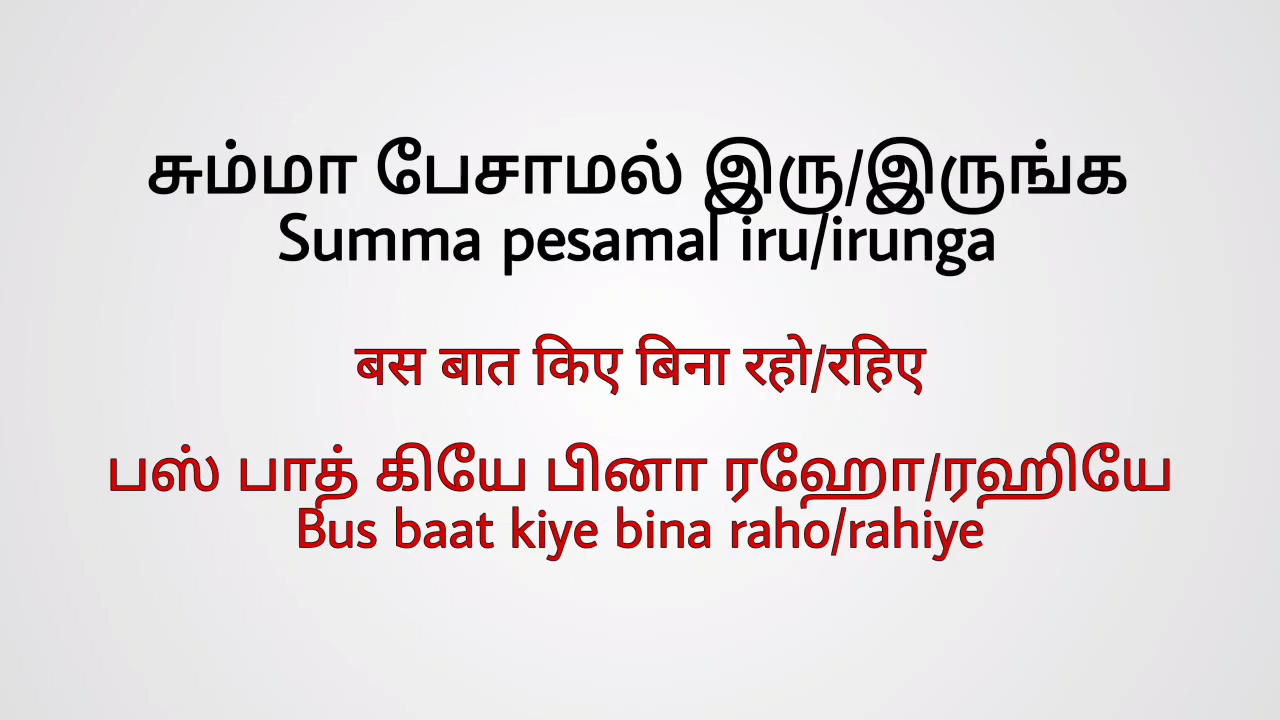 சும்மா பேசாமல் இரு/இருங்க
Summa pesamal iru/irunga
बस बात किए बिना रहो/रहिए
பஸ் பாத் கியே பினா ரஹோ/ரஹியே
Bus baat kiye bina raho/rahiye